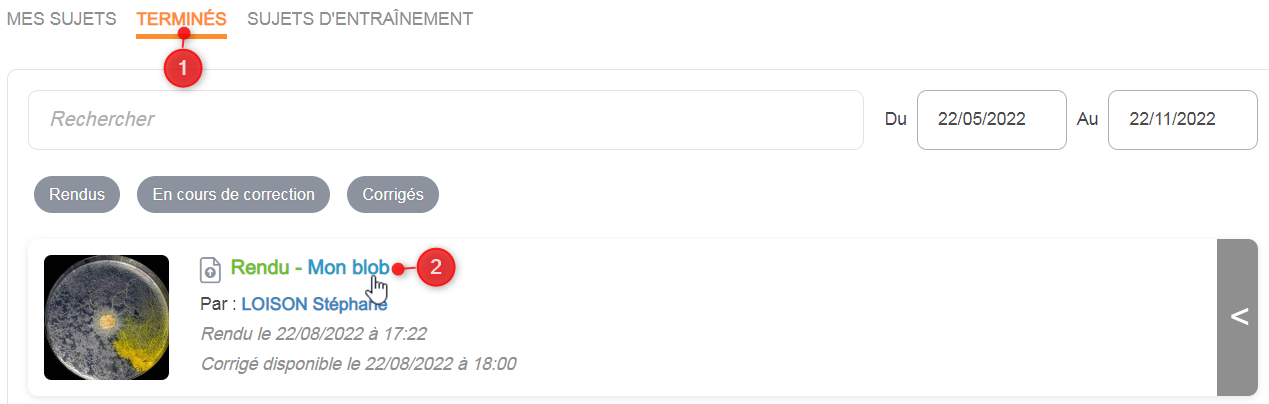 MES SUJETS TERMINÉS SUJETS D'ENTRAÎNEMENT
1
Rechercher Du 22/05/2022 Au 22/11/2022
Rendus En cours de correction Corrigés
Rendu - Mon blob 2
Par : LOISON Stéphane
Rendu le 22/08/2022 à 17:22
<
Corrigé disponible le 22/08/2022 à 18:00